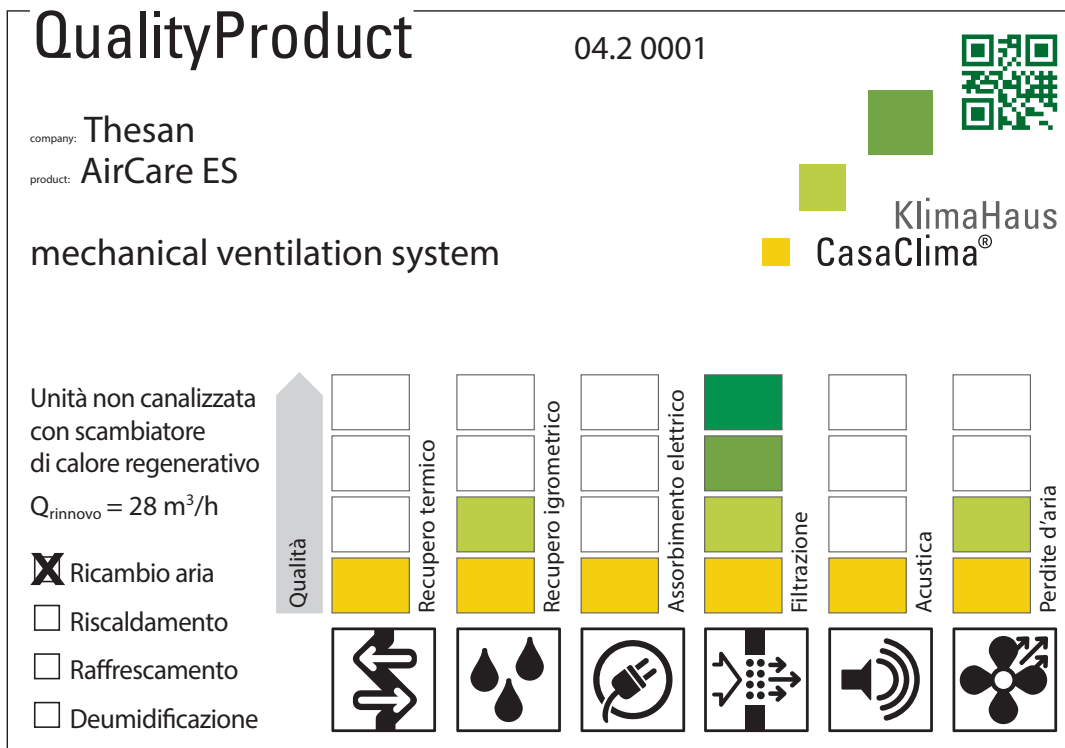 QualityProduct
04.2 0001
company: Thesan
product: AirCare ES
KlimaHaus
CasaClima®
mechanical ventilation system
Unità non canalizzata
con scambiatore
di calore regenerativo
Qrinnovo = 28 m³/h
X Ricambio aria
Riscaldamento
Raffrescamento
Deumidificazione
Qualità
Recupero termico
Recupero igrometrico
Assorbimento elettrico
Filtrazione
Acustica
Perdite d'aria